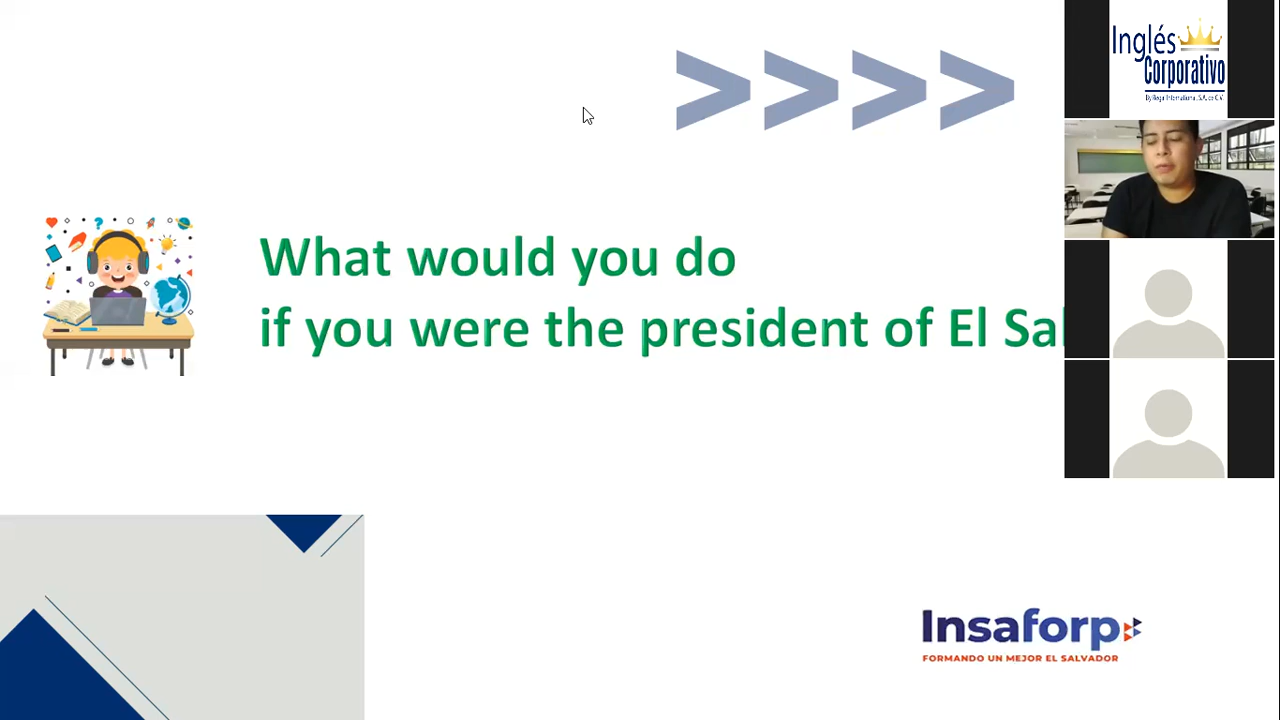 >>>>
What would you do
if you were the president of El Sal
Insaforp
FORMANDO UN MEJOR EL SALVADOR
Inglés
Corporativo